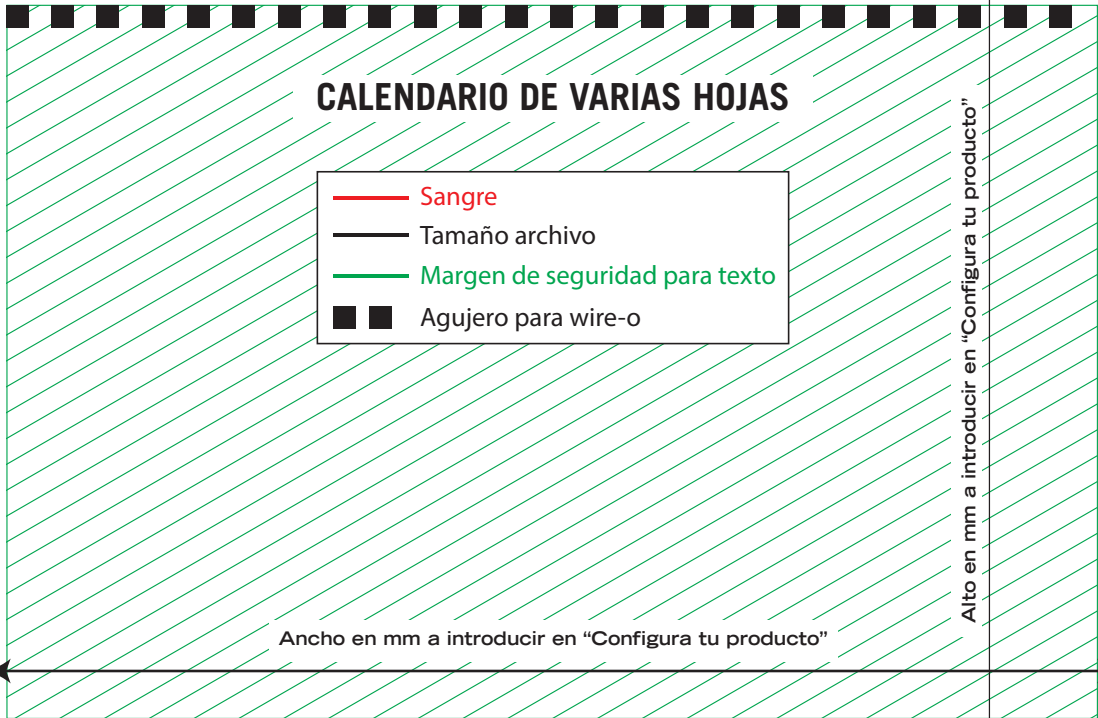 CALENDARIO DE VARIAS HOJAS
Sangre
Tamaño archivo
Margen de seguridad para texto
Agujero para wire-o
Alto en mm a introducir en “Configura tu producto”
Ancho en mm a introducir en “Configura tu producto”